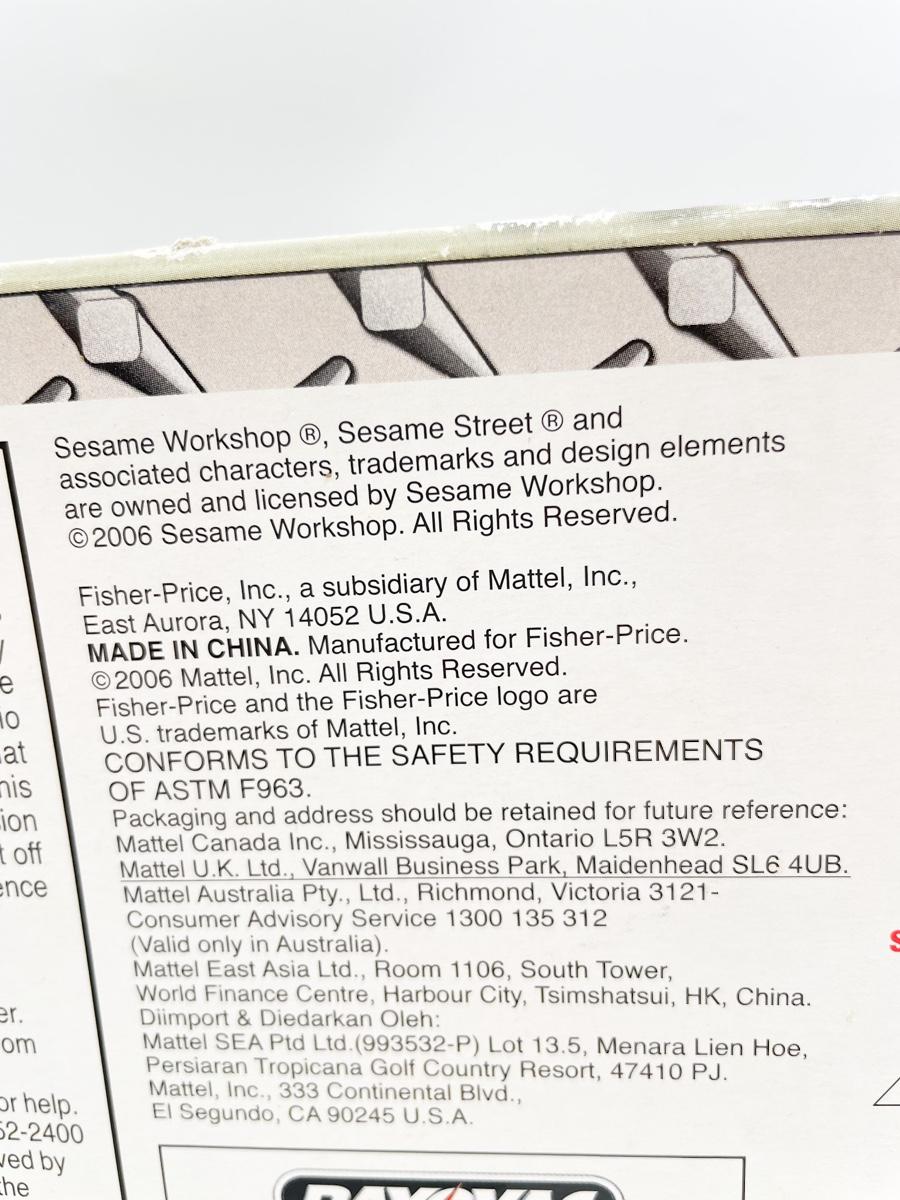 Sesame Workshop ®, Sesame Street ® and
associated characters, trademarks and design elements
are owned and licensed by Sesame Workshop.
©2006 Sesame Workshop. All Rights Reserved.
Fisher-Price, Inc., a subsidiary of Mattel, Inc.,
East Aurora, NY 14052 U.S.A.
MADE IN CHINA. Manufactured for Fisher-Price.
©2006 Mattel, Inc. All Rights Reserved.
Fisher-Price and the Fisher-Price logo are
U.S. trademarks of Mattel, Inc.
CONFORMS TO THE SAFETY REQUIREMENTS
OF ASTM F963.
Packaging and address should be retained for future reference:
Mattel Canada Inc., Mississauga, Ontario L5R 3W2.
Mattel U.K. Ltd., Vanwall Business Park, Maidenhead SL6 4UB.
Mattel Australia Pty., Ltd., Richmond, Victoria 3121-
Consumer Advisory Service 1300 135 312
(Valid only in Australia).
Mattel East Asia Ltd., Room 1106, South Tower,
World Finance Centre, Harbour City, Tsimshatsui, HK, China.
Diimport & Diedarkan Oleh:
Mattel SEA Ptd Ltd.(993532-P) Lot 13.5, Menara Lien Hoe,
Persiaran Tropicana Golf Country Resort, 47410 PJ.
Mattel, Inc., 333 Continental Blvd.,
El Segundo, CA 90245 U.S.A.
RAYOVAC
off
or help.
52-2400
by